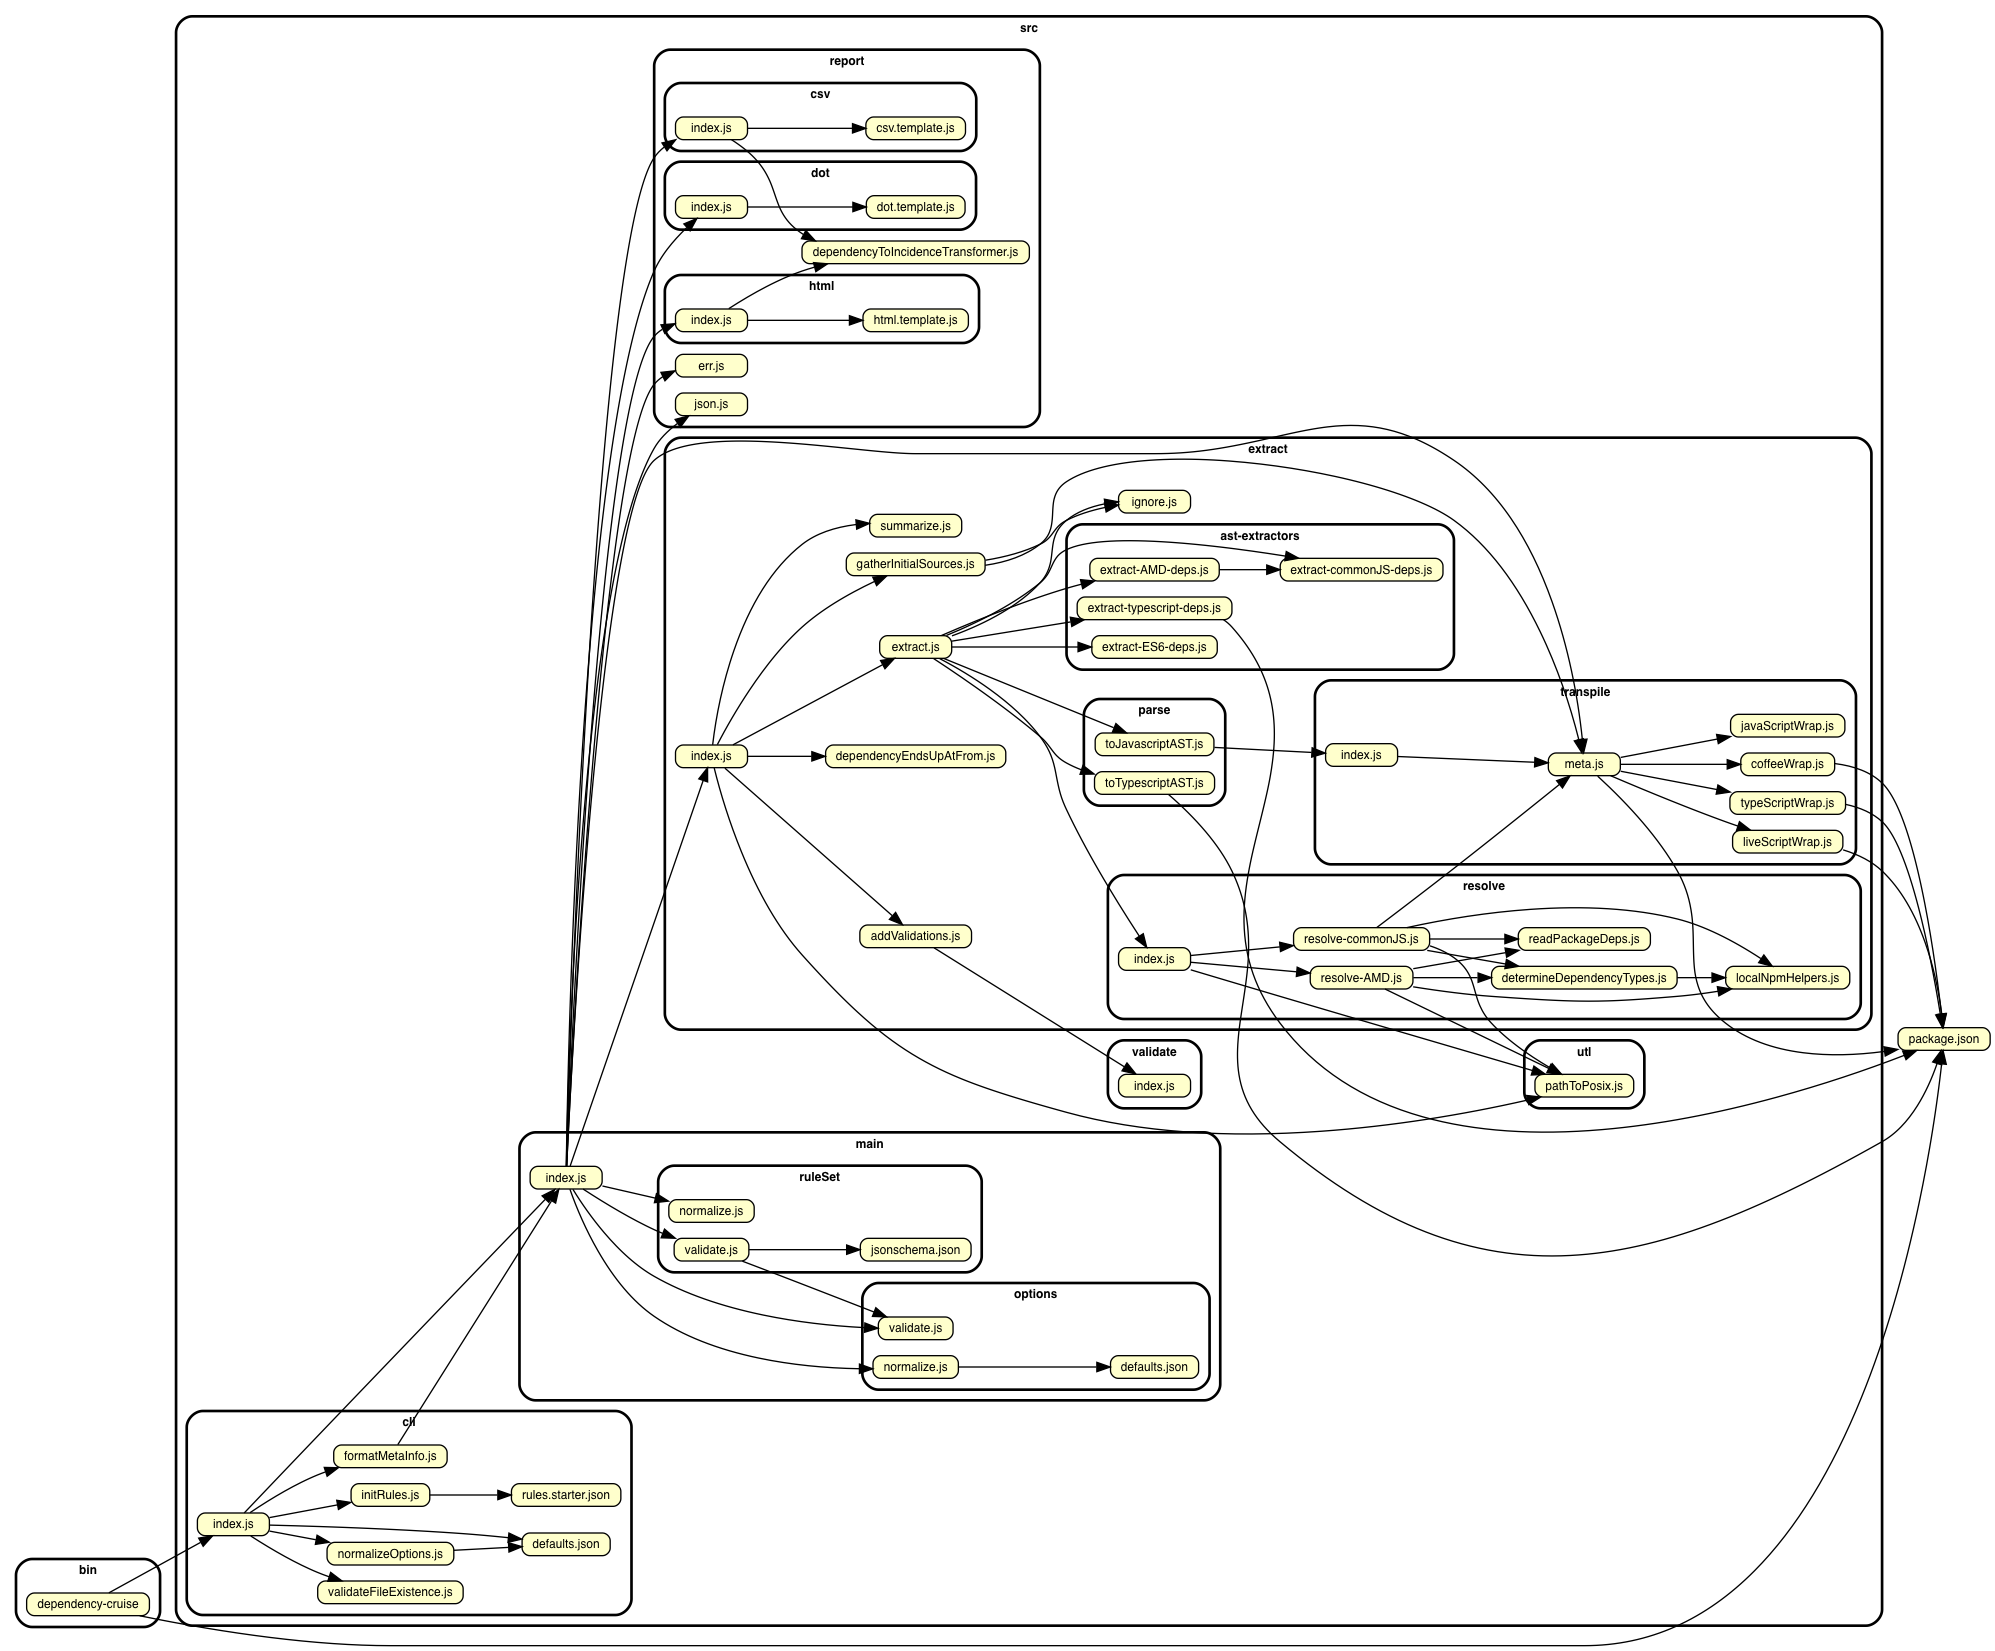 src
report
csv
index.js
csv.template.js
dot
index.js
dot.template.js
dependencyToIncidenceTransformer.js
html
index.js
html.template.js
err.js
json.js
extract
ignore.js
summarize.js
ast-extractors
gatherInitialSources.js
extract-AMD-deps.js
extract-commonJS-deps.js
extract-typescript-deps.js
extract.js
extract-ES6-deps.js
transpile
parse
javaScriptWrap.js
toJavascriptAST.js
index.js
index.js
dependencyEndsUpAtFrom.js
meta.js
coffeeWrap.js
toTypescriptAST.js
typeScriptWrap.js
liveScriptWrap.js
resolve
addValidations.js
resolve-commonJS.js
readPackageDeps.js
index.js
resolve-AMD.js
determineDependencyTypes.js
localNpmHelpers.js
package.json
validate
utl
index.js
pathToPosix.js
main
index.js
ruleSet
normalize.js
validate.js
jsonschema.json
options
validate.js
normalize.js
defaults.json
cli
formatMetaInfo.js
initRules.js
rules.starter.json
index.js
defaults.json
normalizeOptions.js
bin
validateFileExistence.js
dependency-cruise